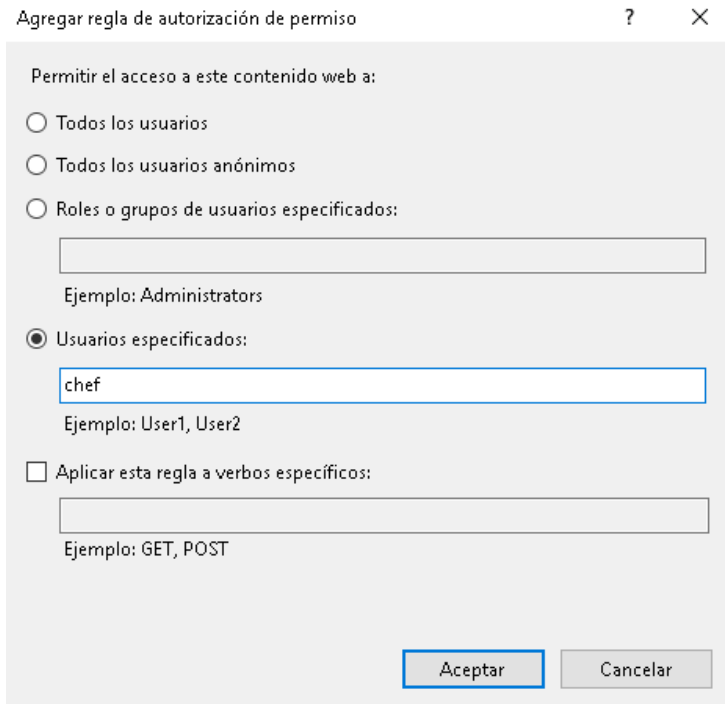 Agregar regla de autorización de permiso
?
Permitir el acceso a este contenido web a:
Todos los usuarios
Todos los usuarios anónimos
Roles o grupos de usuarios especificados:
Ejemplo: Administrators
Usuarios especificados:
chef
Ejemplo: User1, User2
Aplicar esta regla a verbos específicos:
Ejemplo: GET, POST
Aceptar
Cancelar